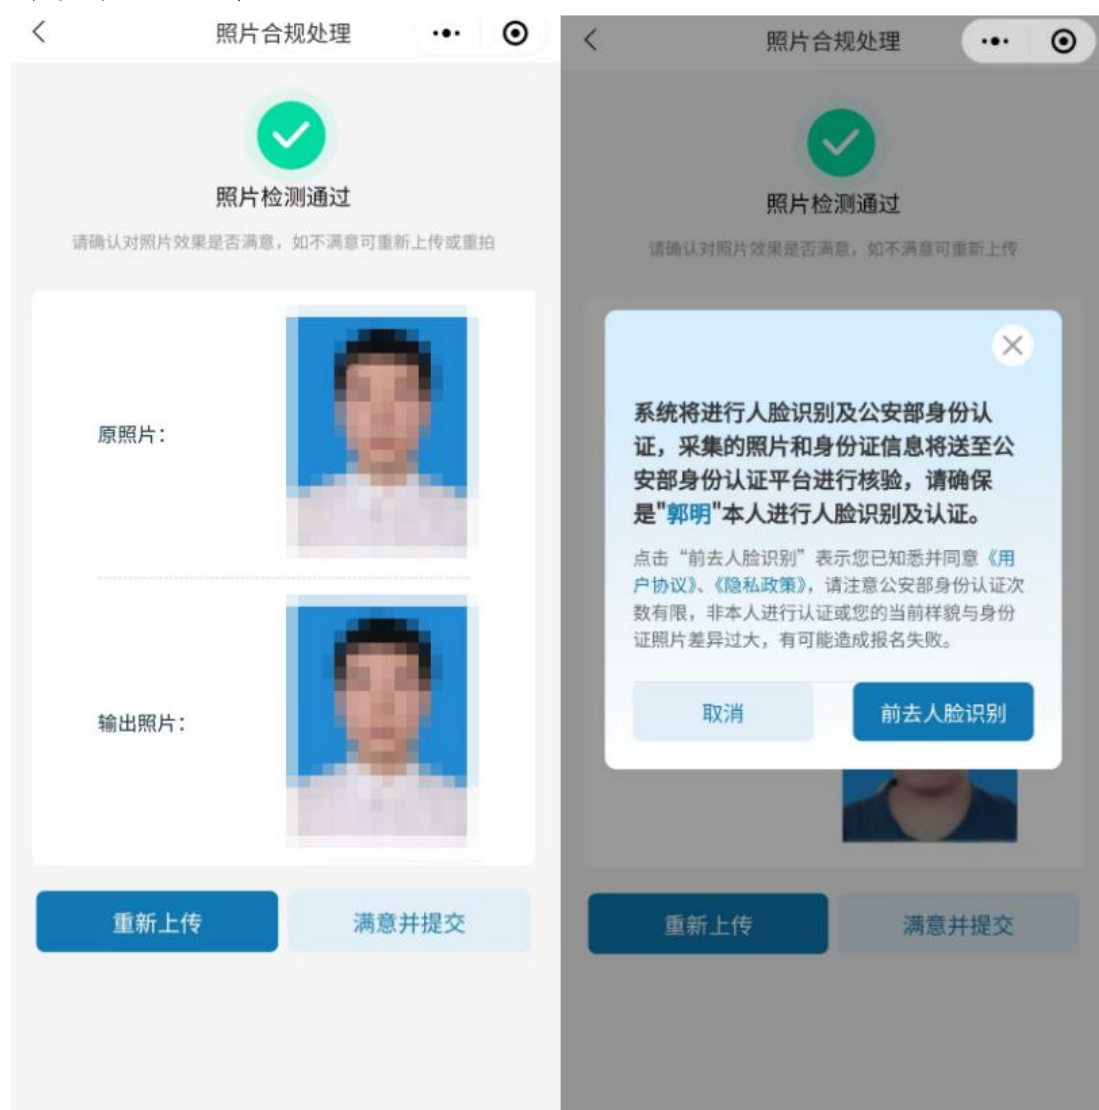 照片合规处理
照片检测通过
请确认对照片效果是否满意，如不满意可重新上传或重拍
原照片：
输出照片：
重新上传
满意并提交
照片合规处理
照片检测通过
请确认对照片效果是否满意，如不满意可重新上传
系统将进行人脸识别及公安部身份认
证，采集的照片和身份证信息将送至公
安部身份认证平台进行核验，请确保
是"郭明"本人进行人脸识别及认证。
点击“前去人脸识别”表示您已知悉并同意《用
户协议》、《隐私政策》，请注意公安部身份认证次
数有限，非本人进行认证或您的当前样貌与身份
证照片差异过大，有可能造成报名失败。
取消
前去人脸识别
重新上传
满意并提交